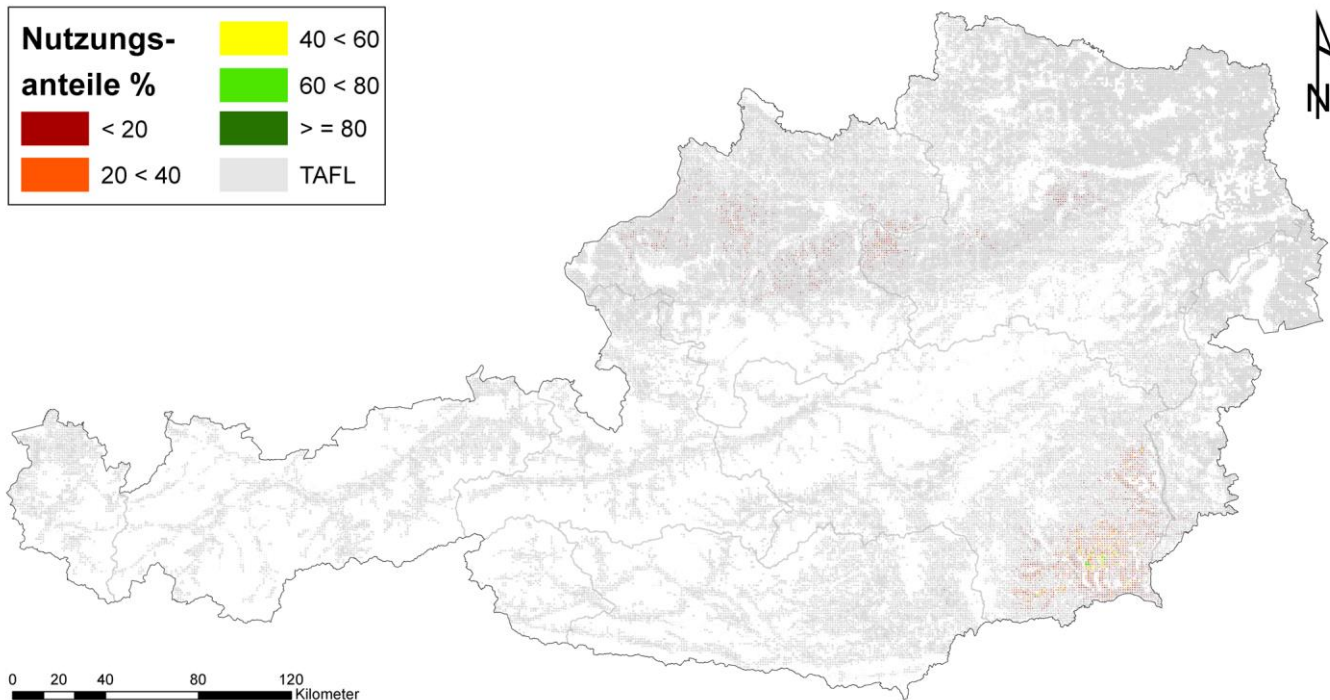 Nutzungs-
anteile %
< 20
20 < 40
40 < 60
60 < 80
> = 80
TAFL
N
0 20 40 80 120
Kilometer